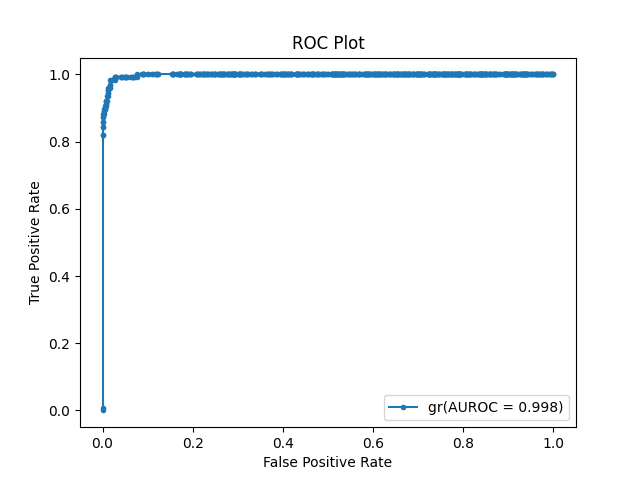 ROC Plot
1.0
0.8
0.6
0.4
0.2
0.0
True Positive Rate
gr(AUROC = 0.998)
0.0 0.2 0.4 0.6 0.8 1.0
False Positive Rate